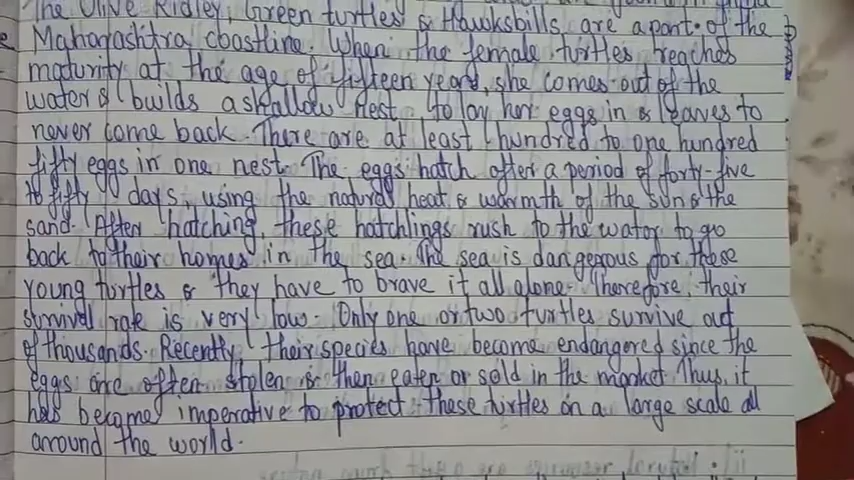 The Olive Ridley, Green turtles & Hawksbills, are a part of the
Maharashtra coastline. When the female turtles reaches
maturity at the age of fifteen years, she comes out of the
water & builds a shallow nest, to lay her eggs in & leaves to
never come back. There are at least hundred to one hundred
fifty eggs in one nest. The eggs hatch after a period of forty-five
to fifty days, using the natural heat & warmth of the sun & the
sand. After hatching, these hatchlings rush to the water to go
back to their homes in the sea. The sea is dangerous for these
young turtles & they have to brave it all alone. Therefore, their
survival rate is very low. Only one or two turtles survive out
of thousands. Recently their species have become endangered since the
eggs are often stolen & then eaten or sold in the market. Thus, it
has become imperative to protect these turtles on a large scale all
around the world.